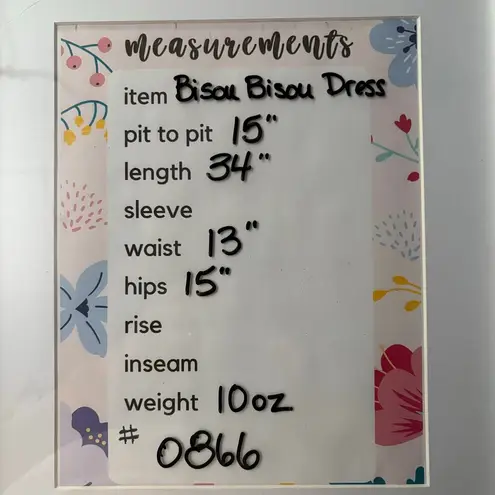 measurements
item Bisou Bisou Dress
pit to pit 15"
length 34"
sleeve
waist 13"
hips 15"
rise
inseam
weight 10oz
# 0866